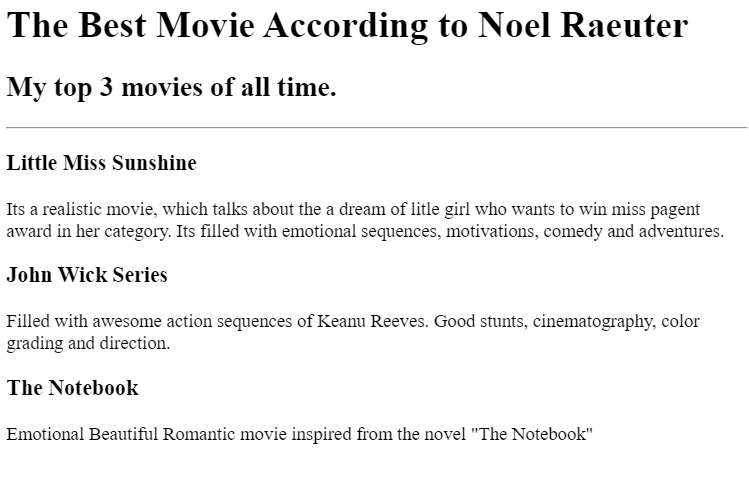 The Best Movie According to Noel Raeuter
My top 3 movies of all time.
Little Miss Sunshine
Its a realistic movie, which talks about the a dream of litle girl who wants to win miss pagent
award in her category. Its filled with emotional sequences, motivations, comedy and adventures.
John Wick Series
Filled with awesome action sequences of Keanu Reeves. Good stunts, cinematography, color
grading and direction.
The Notebook
Emotional Beautiful Romantic movie inspired from the novel "The Notebook"